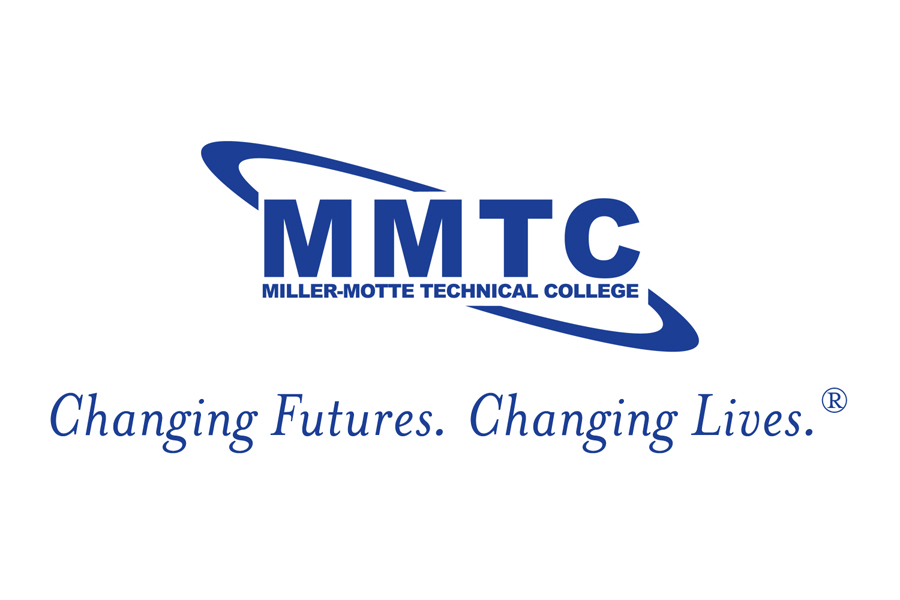 MMTC
MILLER-MOTTE TECHNICAL COLLEGE
Changing Futures. Changing Lives.®